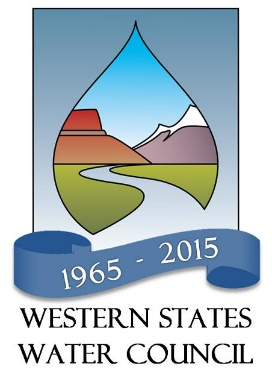 1965 - 2015
WESTERN STATES
WATER COUNCIL